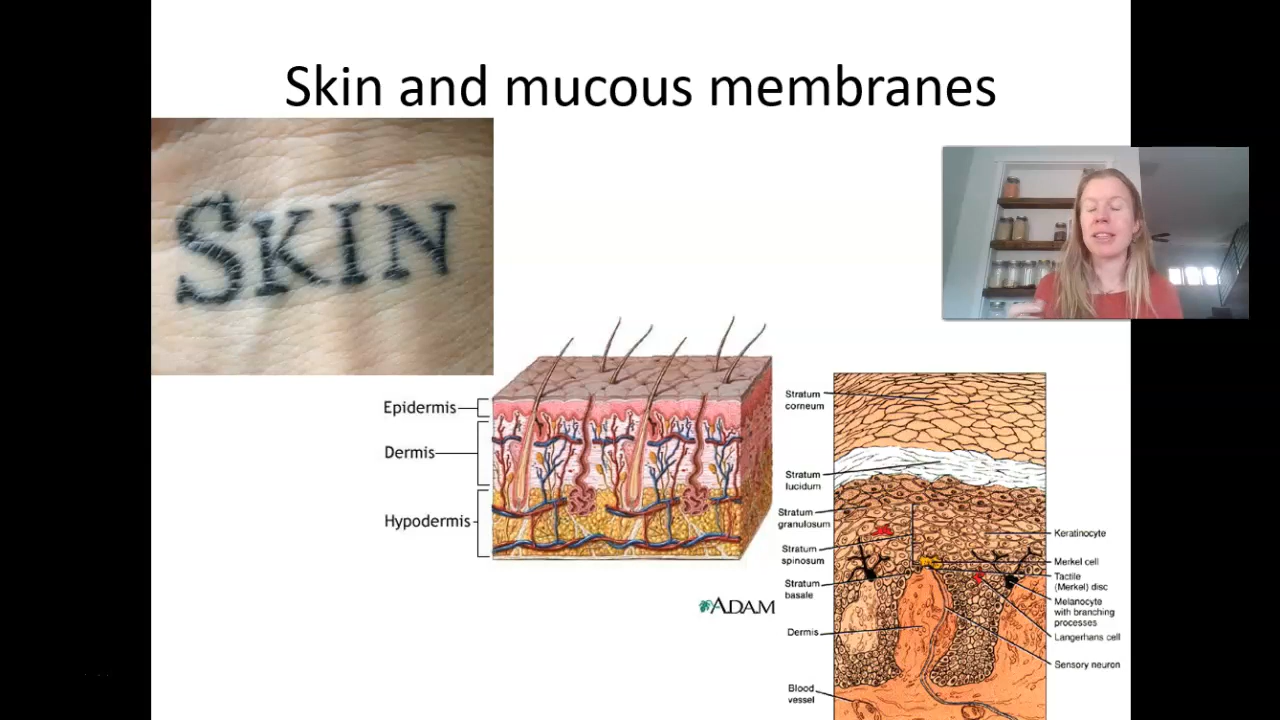 Skin and mucous membranes
SKIN
Epidermis
Dermis
Hypodermis
ADAM
Stratum
corneum
Stratum
lucidum
Stratum
granulosum
Stratum
spinosum
Stratum
basale
Dermis
Blood
vessel
Keratinocyte
Merkel cell
Tactile
(Merkel) disc
Melanocyte
with branching
processes
Langerhans cell
Sensory neuron